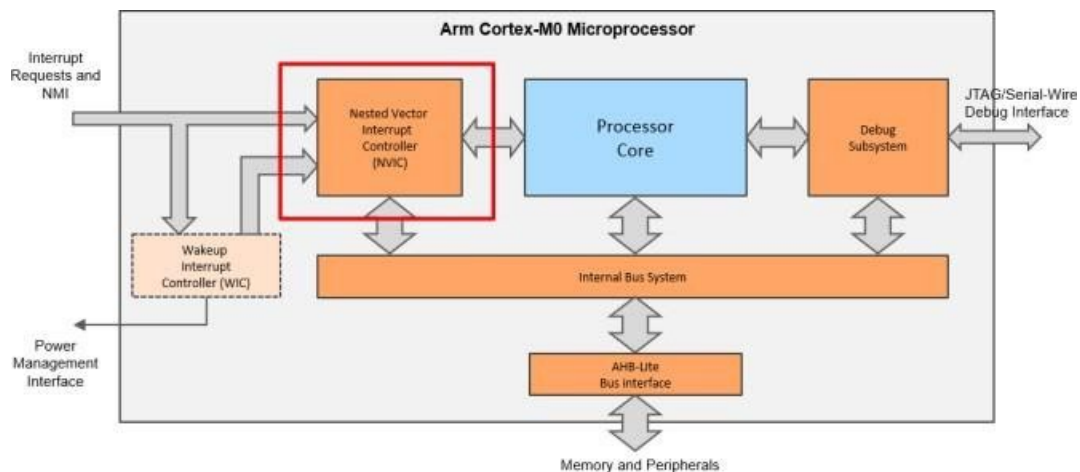 Arm Cortex-M0 Microprocessor
Interrupt
Requests and
NMI
Nested Vector
Interrupt
Controller
(NVIC)
Processor
Core
Debug
Subsystem
JTAG/Serial-Wire
Debug Interface
Wakeup
Interrupt
Controller (WIC)
Internal Bus System
Power
Management
Interface
AHB-Lite
Bus interface
Memory and Peripherals